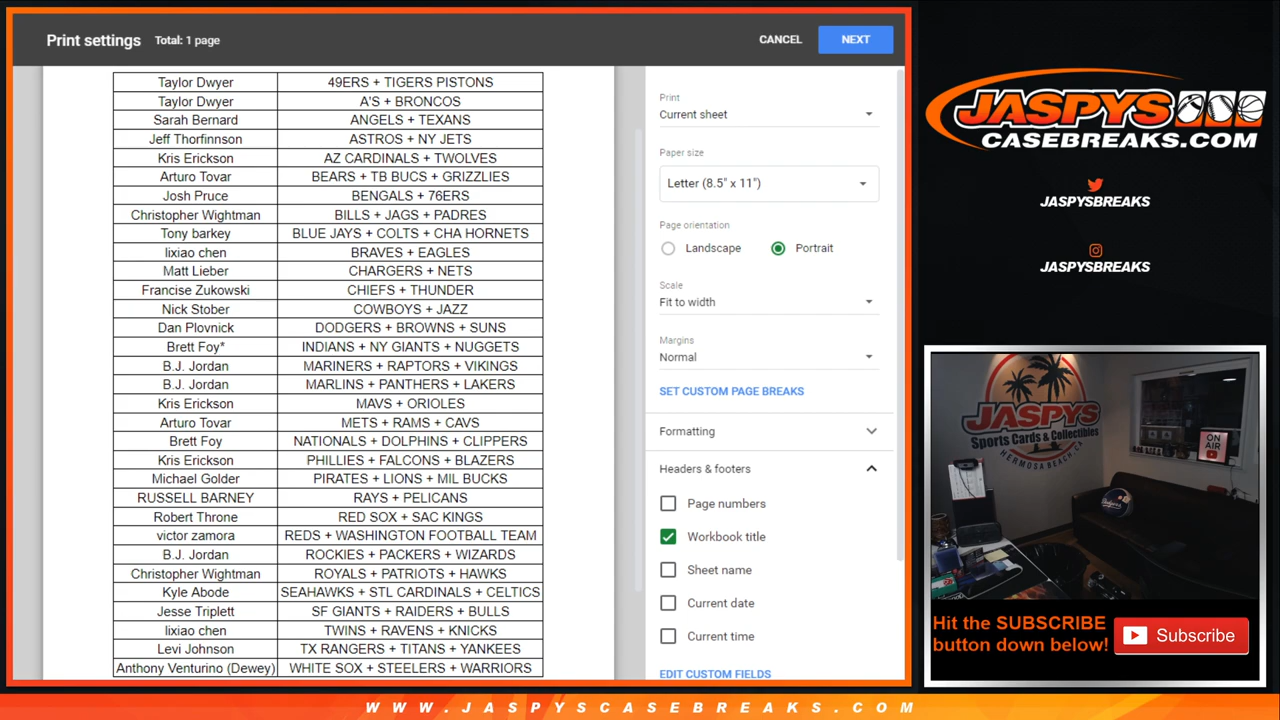 Print settings Total: 1 page CANCEL NEXT
Taylor Dwyer 49ERS + TIGERS PISTONS
Taylor Dwyer A'S + BRONCOS
Sarah Bernard ANGELS + TEXANS
Jeff Thorfinnson ASTROS + NY JETS
Kris Erickson AZ CARDINALS + TWOLVES
Arturo Tovar BEARS + TB BUCS + GRIZZLIES
Josh Pruce BENGALS + 76ERS
Christopher Wightman BILLS + JAGS + PADRES
Tony barkey BLUE JAYS + COLTS + CHA HORNETS
lixiao chen BRAVES + EAGLES
Matt Lieber CHARGERS + NETS
Francise Zukowski CHIEFS + THUNDER
Nick Stober COWBOYS + JAZZ
Dan Plovnick DODGERS + BROWNS + SUNS
Brett Foy* INDIANS + NY GIANTS + NUGGETS
B.J. Jordan MARINERS + RAPTORS + VIKINGS
B.J. Jordan MARLINS + PANTHERS + LAKERS
Kris Erickson MAVS + ORIOLES
Arturo Tovar METS + RAMS + CAVS
Brett Foy NATIONALS + DOLPHINS + CLIPPERS
Kris Erickson PHILLIES + FALCONS + BLAZERS
Michael Golder PIRATES + LIONS + MIL BUCKS
RUSSELL BARNEY RAYS + PELICANS
Robert Throne RED SOX + SAC KINGS
victor zamora REDS + WASHINGTON FOOTBALL TEAM
B.J. Jordan ROCKIES + PACKERS + WIZARDS
Christopher Wightman ROYALS + PATRIOTS + HAWKS
Kyle Abode SEAHAWKS + STL CARDINALS + CELTICS
Jesse Triplett SF GIANTS + RAIDERS + BULLS
lixiao chen TWINS + RAVENS + KNICKS
Levi Johnson TX RANGERS + TITANS + YANKEES
Anthony Venturino (Dewey) WHITE SOX + STEELERS + WARRIORS
Print
Current sheet
Paper size
Letter (8.5" x 11")
Page orientation
Landscape Portrait
Scale
Fit to width
Margins
Normal
SET CUSTOM PAGE BREAKS
Formatting
Headers & footers
Page numbers
Workbook title
Sheet name
Current date
Current time
EDIT CUSTOM FIELDS
JASPYS
CASEBREAKS.COM
JASPYSBREAKS
JASPYSBREAKS
JASPYS
Sports Cards & Collectibles
HERMOSA BEACH, CA
ON
AIR
Dodgers
Hit the SUBSCRIBE
button down below!
Subscribe
WWW.JASPYSCASEBREAKS.COM